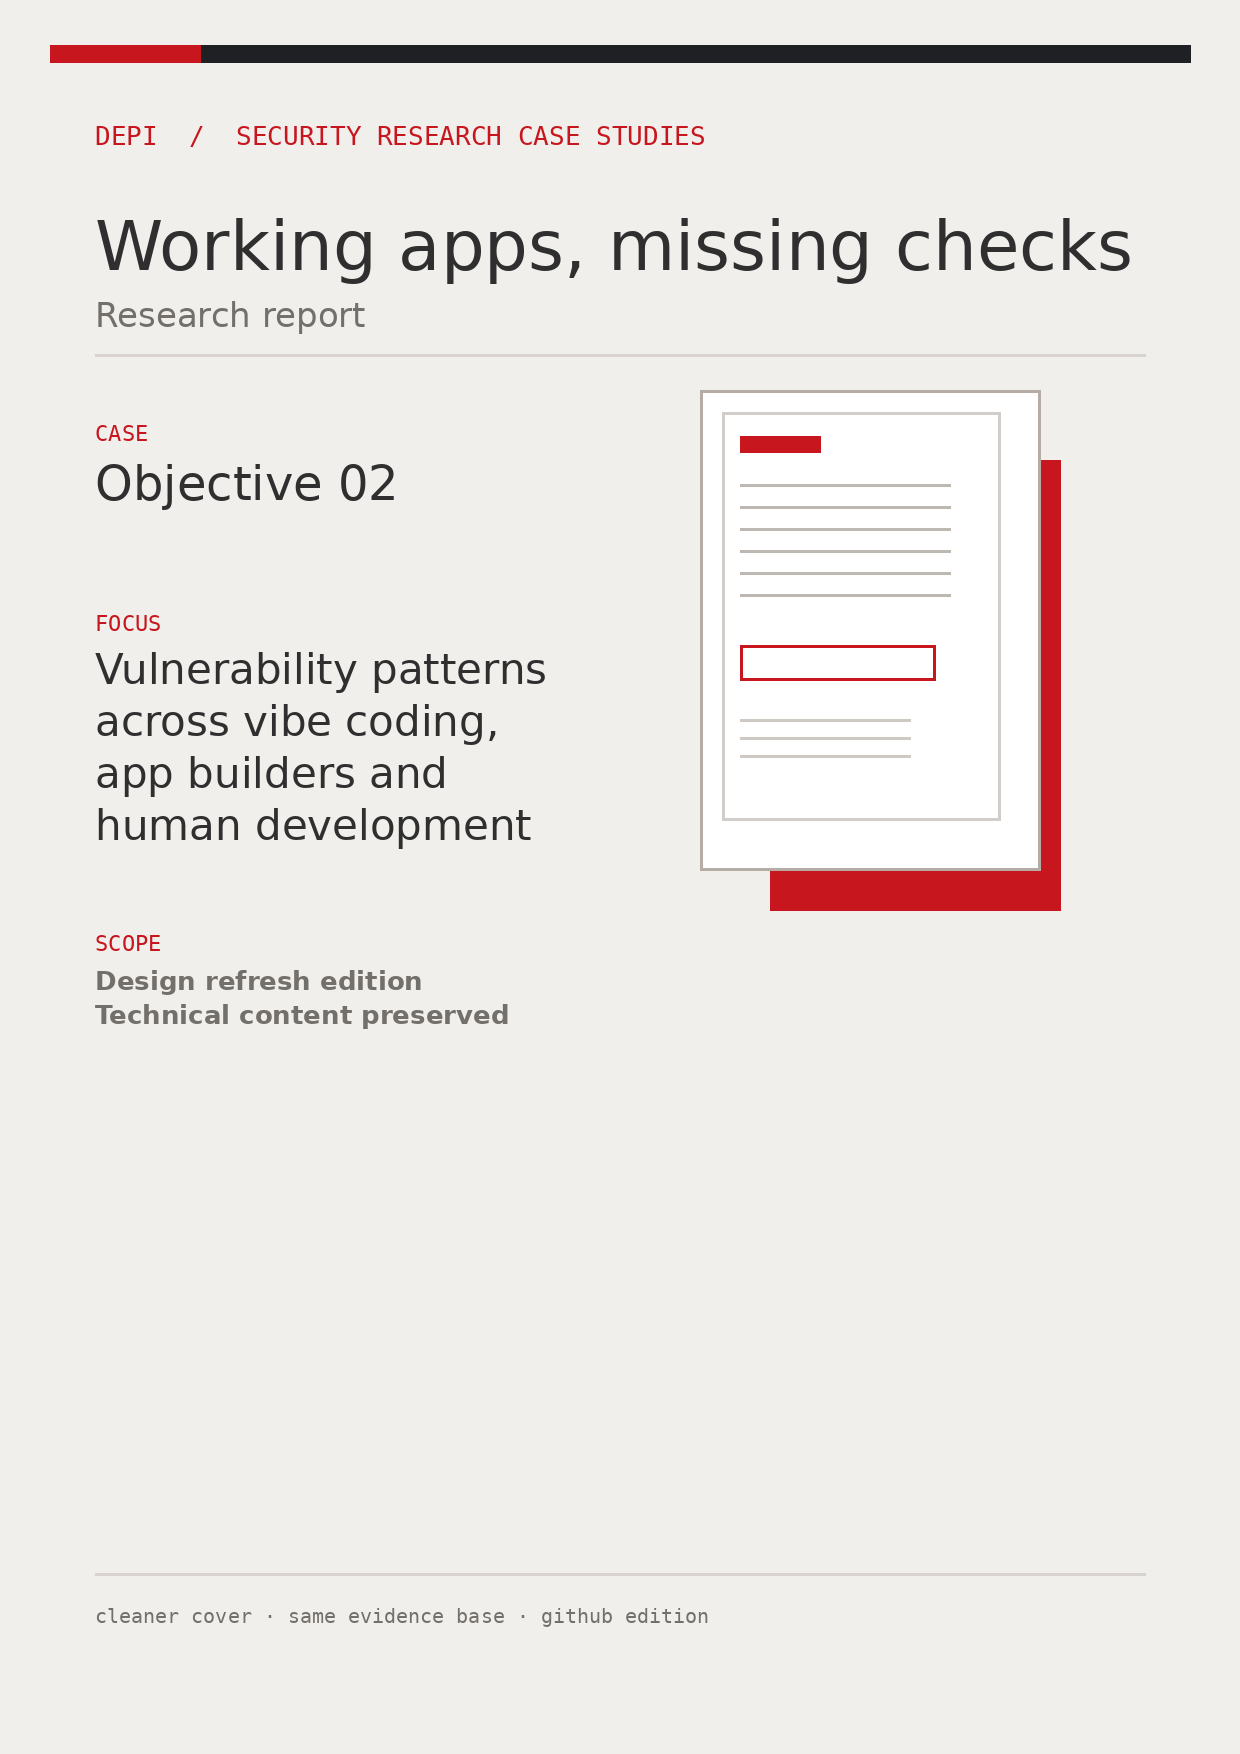 DEPI / SECURITY RESEARCH CASE STUDIES
Working apps, missing checks
Research report
CASE
Objective 02
FOCUS
Vulnerability patterns
across vibe coding,
app builders and
human development
SCOPE
Design refresh edition
Technical content preserved
cleaner cover · same evidence base · github edition